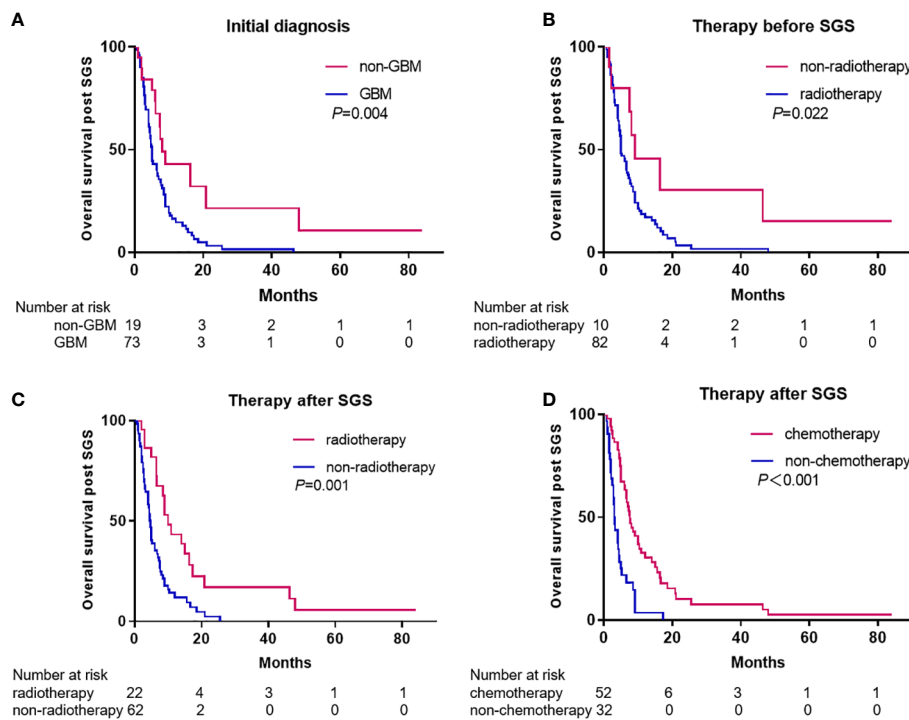 A
Initial diagnosis
Overall survival post SGS
100
50
0
non-GBM
GBM
P=0.004
0 20 40 60 80
Months
Number at risk
non-GBM 19 3 2 1 1
GBM 73 3 1 0 0
B
Therapy before SGS
Overall survival post SGS
100
50
0
non-radiotherapy
radiotherapy
P=0.022
0 20 40 60 80
Months
Number at risk
non-radiotherapy 10 2 2 1 1
radiotherapy 82 4 1 0 0
C
Therapy after SGS
Overall survival post SGS
100
50
0
radiotherapy
non-radiotherapy
P=0.001
0 20 40 60 80
Months
Number at risk
radiotherapy 22 4 3 1 1
non-radiotherapy 62 2 0 0 0
D
Therapy after SGS
Overall survival post SGS
100
50
0
chemotherapy
non-chemotherapy
P＜0.001
0 20 40 60 80
Months
Number at risk
chemotherapy 52 6 3 1 1
non-chemotherapy 32 0 0 0 0